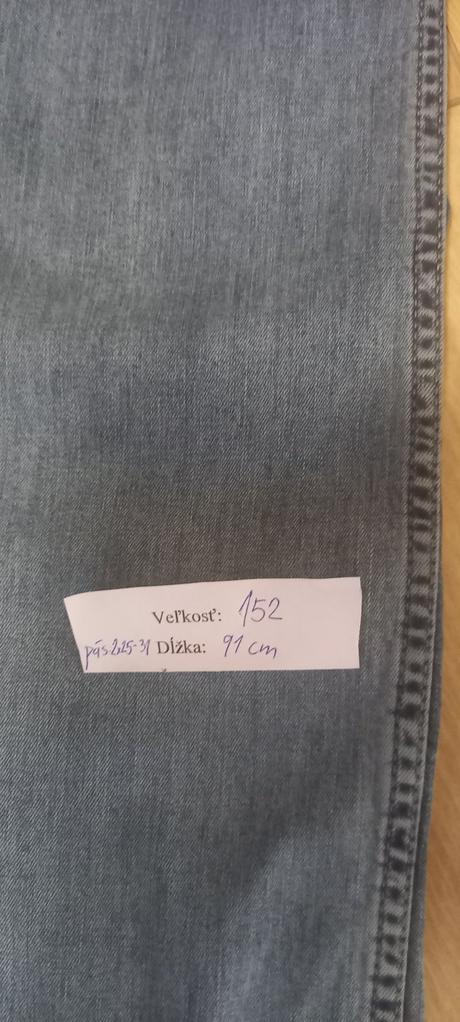 Veľkosť: 152
pás:2x25-31 Dĺžka: 91 cm